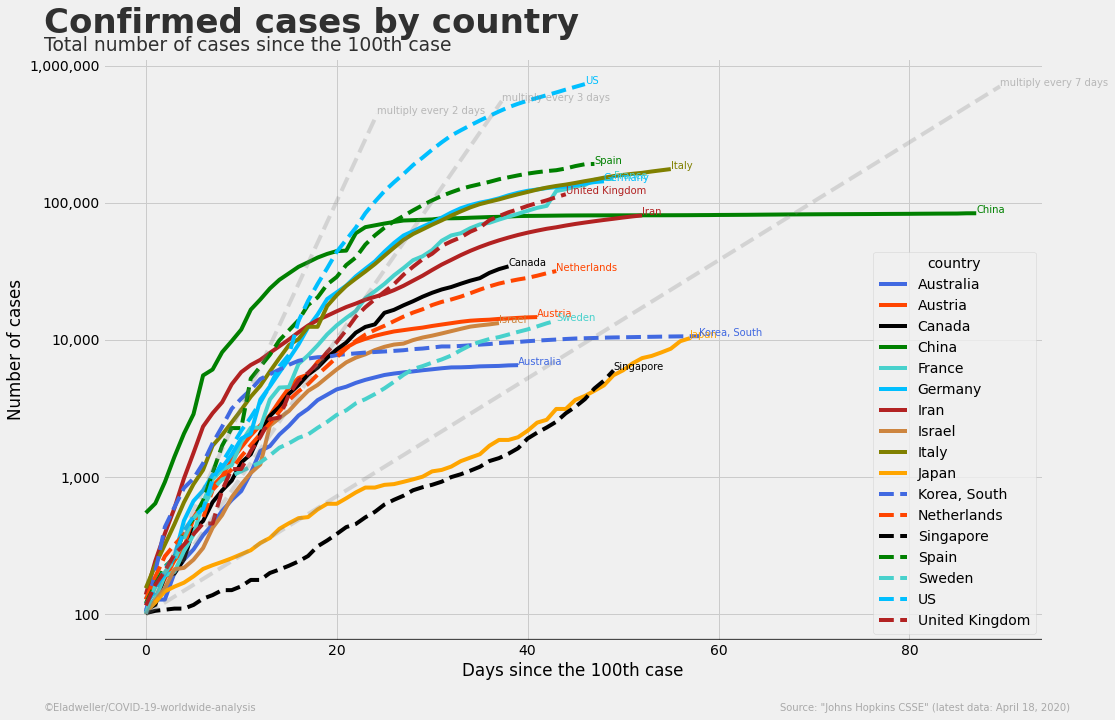 Confirmed cases by country
Total number of cases since the 100th case
1,000,000
100,000
10,000
1,000
100
Number of cases
0
20
40
60
80
Days since the 100th case
multiply every 2 days
multiply every 3 days
multiply every 7 days
US
Spain
Italy
Germany
United Kingdom
Iran
China
Canada
Netherlands
Austria
Sweden
Israel
Korea, South
Japan
Australia
Singapore
country
Australia
Austria
Canada
China
France
Germany
Iran
Israel
Italy
Japan
Korea, South
Netherlands
Singapore
Spain
Sweden
US
United Kingdom
©Eladweller/COVID-19-worldwide-analysis
Source: "Johns Hopkins CSSE" (latest data: April 18, 2020)